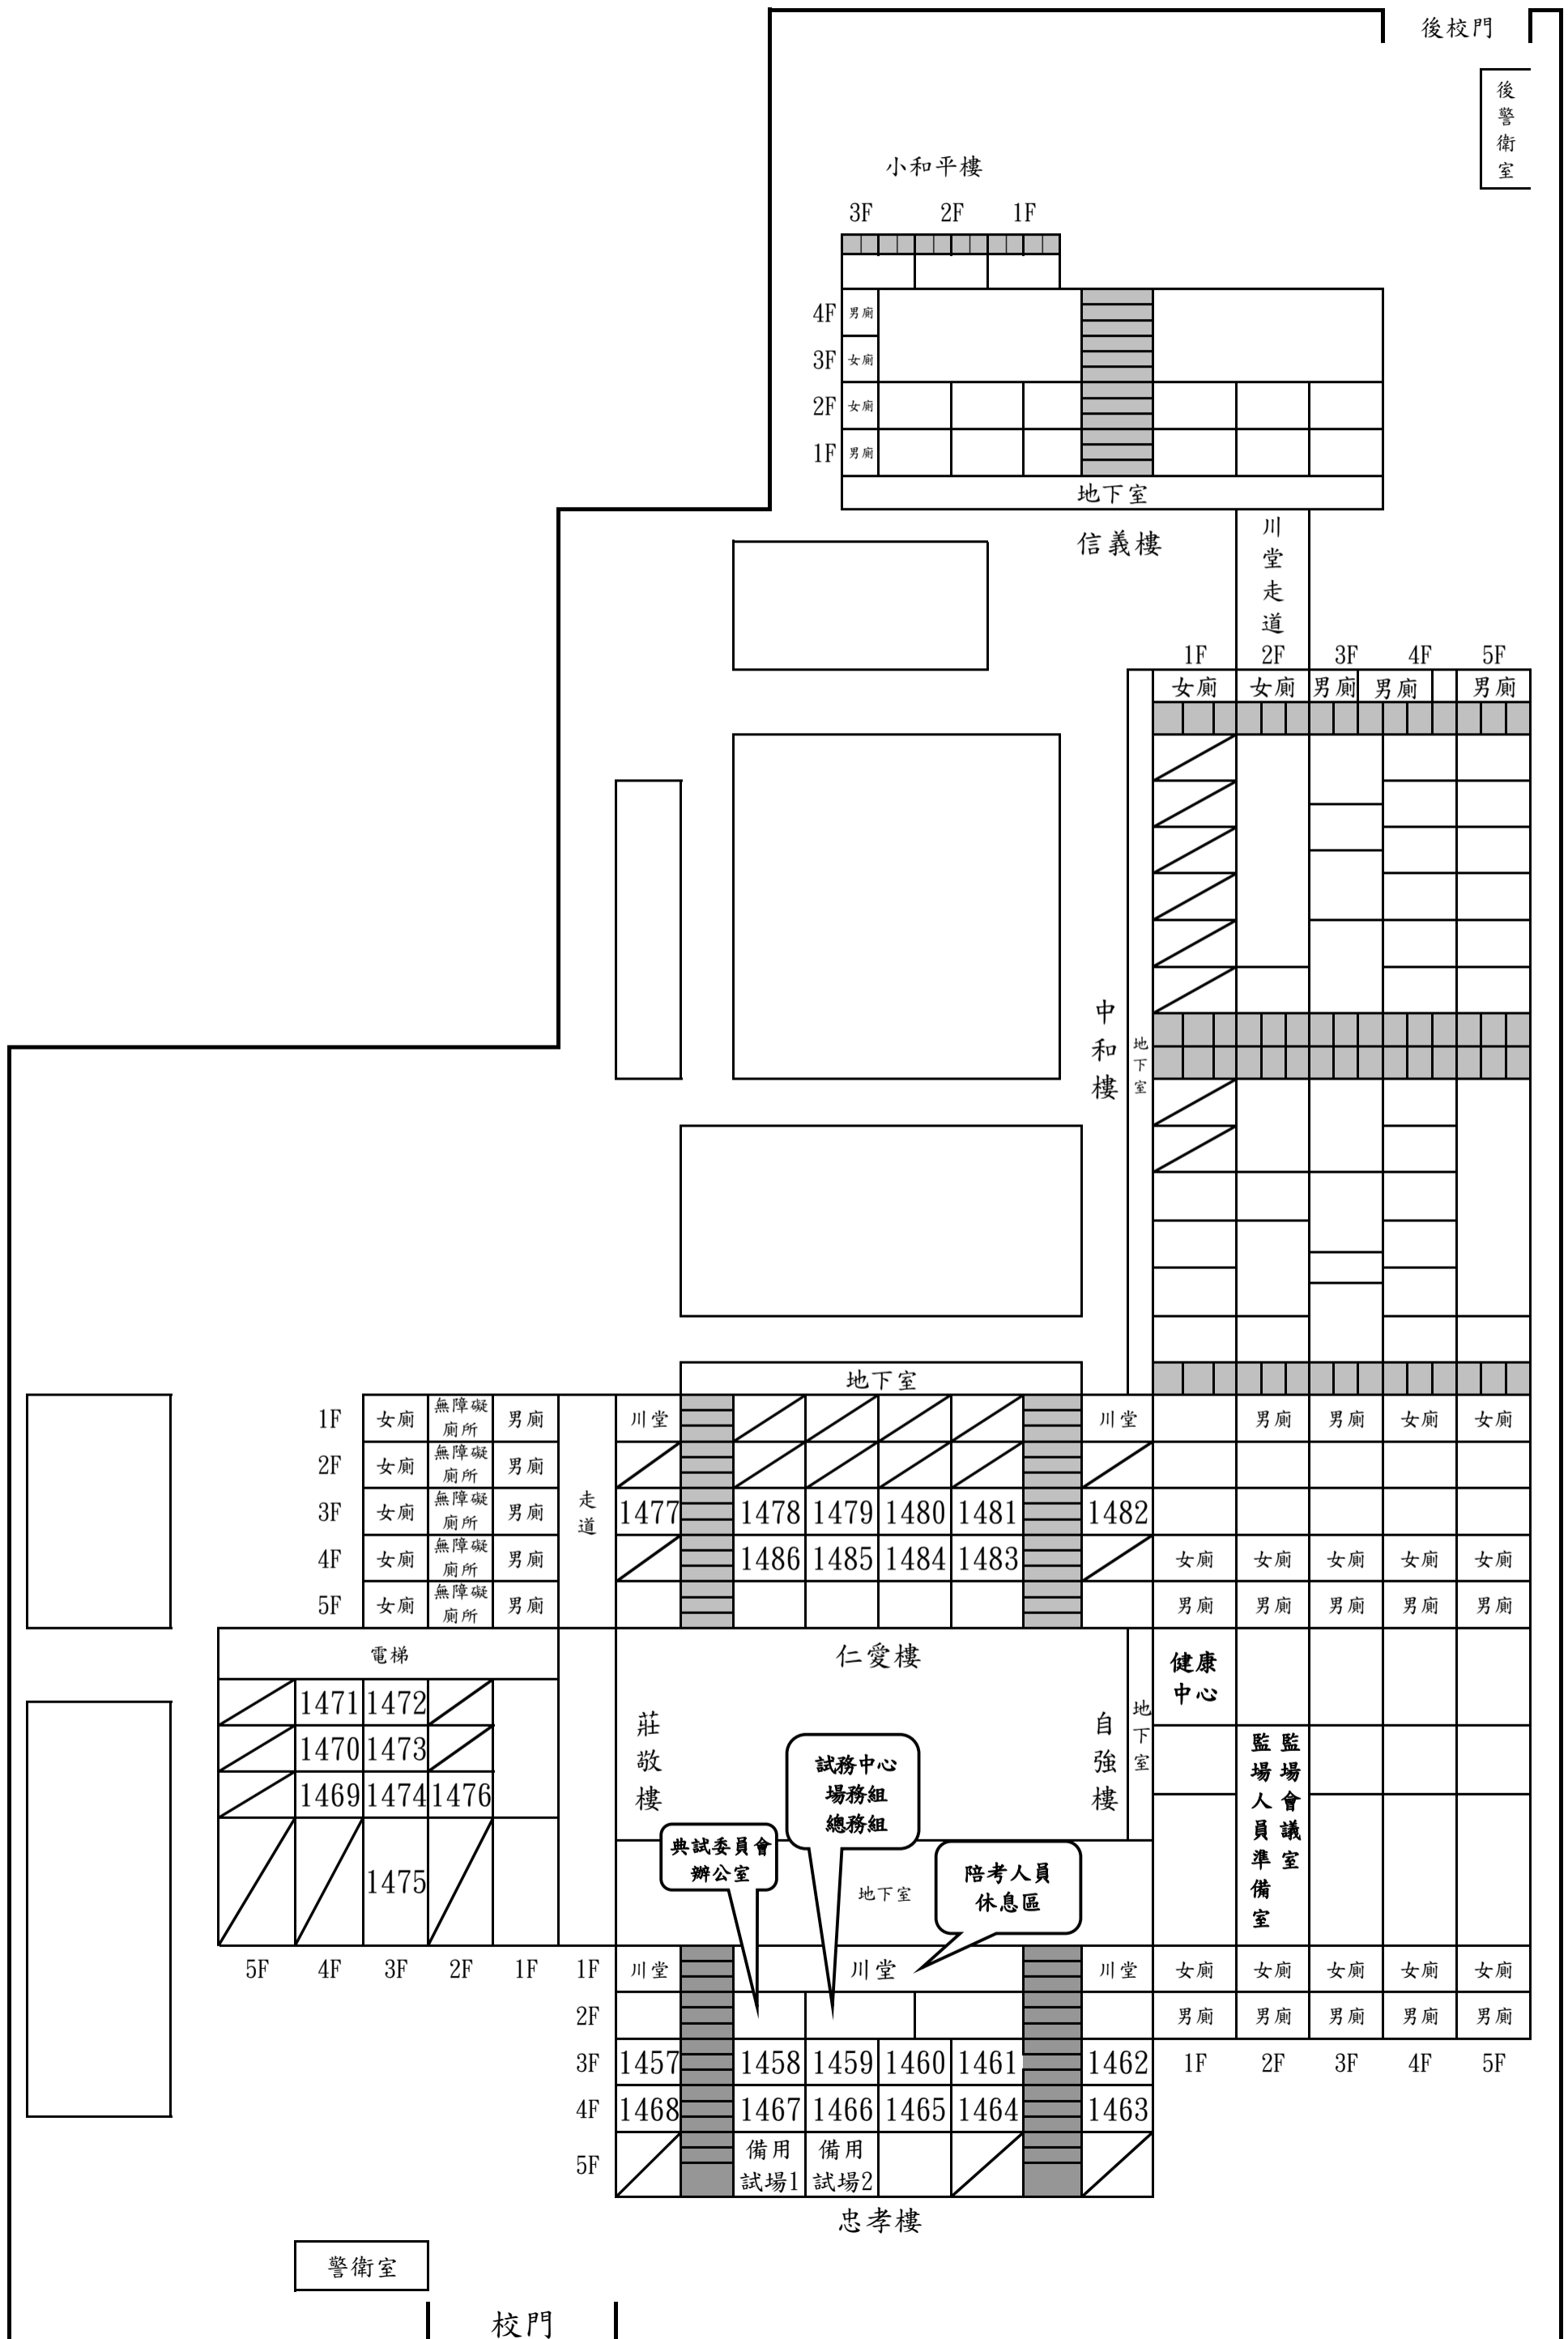 後校門
後警衛室
小和平樓
3F 2F 1F
4F 男廁
3F 女廁
2F 女廁
1F 男廁
地下室
信義樓
川堂走道
1F 2F 3F 4F 5F
女廁 女廁 男廁 男廁 男廁
中和樓
地下室
地下室
1F 女廁 無障礙廁所 男廁 川堂 川堂 男廁 男廁 女廁 女廁
2F 女廁 無障礙廁所 男廁
走道
3F 女廁 無障礙廁所 男廁 1477 1478 1479 1480 1481 1482
4F 女廁 無障礙廁所 男廁 1486 1485 1484 1483 女廁 女廁 女廁 女廁 女廁
5F 女廁 無障礙廁所 男廁 男廁 男廁 男廁 男廁 男廁
電梯
仁愛樓
健康
中心
1471 1472
1470 1473
1469 1474 1476
1475
莊敬樓
自強樓
地下室
監場會議室
監場人員準備室
試務中心
場務組
總務組
典試委員會
辦公室
陪考人員
休息區
地下室
5F 4F 3F 2F 1F
1F 川堂 川堂 川堂 女廁 女廁 女廁 女廁 女廁
2F 男廁 男廁 男廁 男廁 男廁
3F 1457 1458 1459 1460 1461 1462
1F 2F 3F 4F 5F
4F 1468 1467 1466 1465 1464 1463
5F 備用試場1 備用試場2
忠孝樓
警衛室
校門